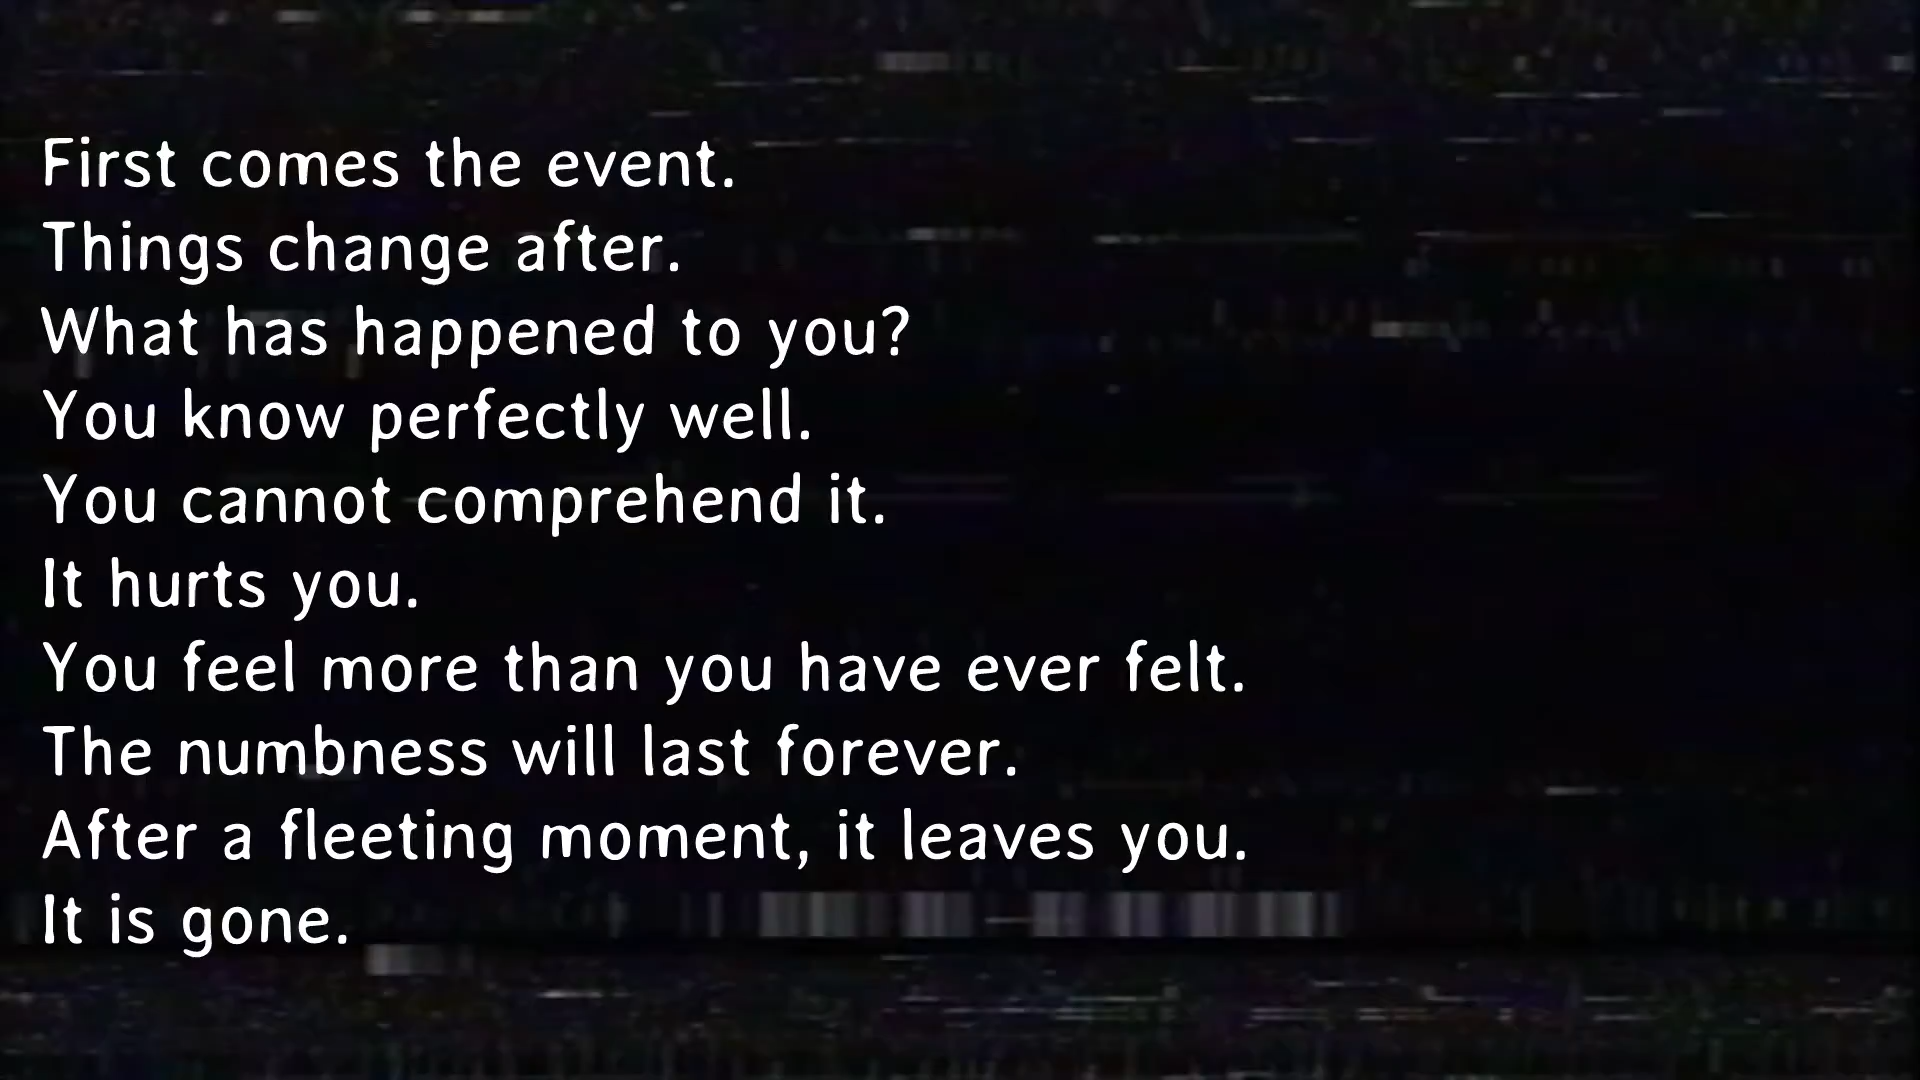 First comes the event.
Things change after.
What has happened to you?
You know perfectly well.
You cannot comprehend it.
It hurts you.
You feel more than you have ever felt.
The numbness will last forever.
After a fleeting moment, it leaves you.
It is gone.